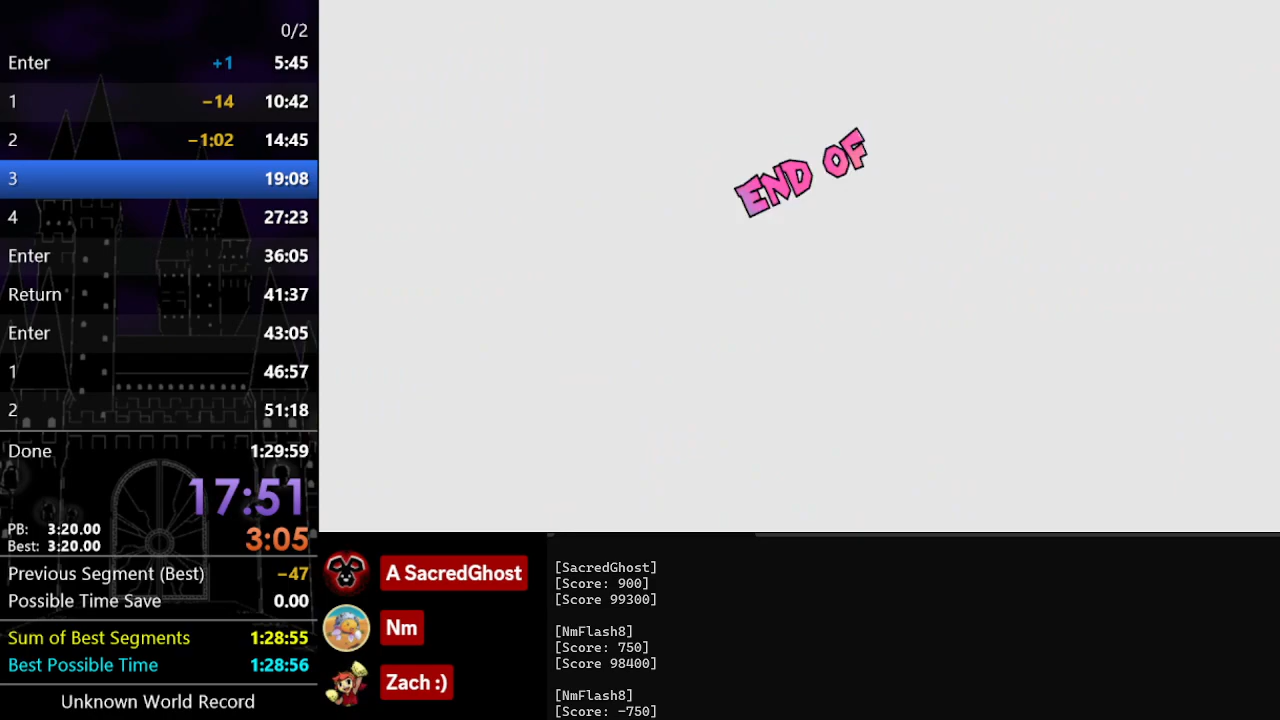 0/2
Enter +1 5:45
1 −14 10:42
2 −1:02 14:45
3 19:08
4 27:23
Enter 36:05
Return 41:37
Enter 43:05
1 46:57
2 51:18
Done 1:29:59
17:51
PB: 3:20.00
Best: 3:20.00
3:05
Previous Segment (Best) −47
Possible Time Save 0.00
Sum of Best Segments 1:28:55
Best Possible Time 1:28:56
Unknown World Record
END OF
A SacredGhost
Nm
Zach :)
[SacredGhost]
[Score: 900]
[Score 99300]
[NmFlash8]
[Score: 750]
[Score 98400]
[NmFlash8]
[Score: -750]